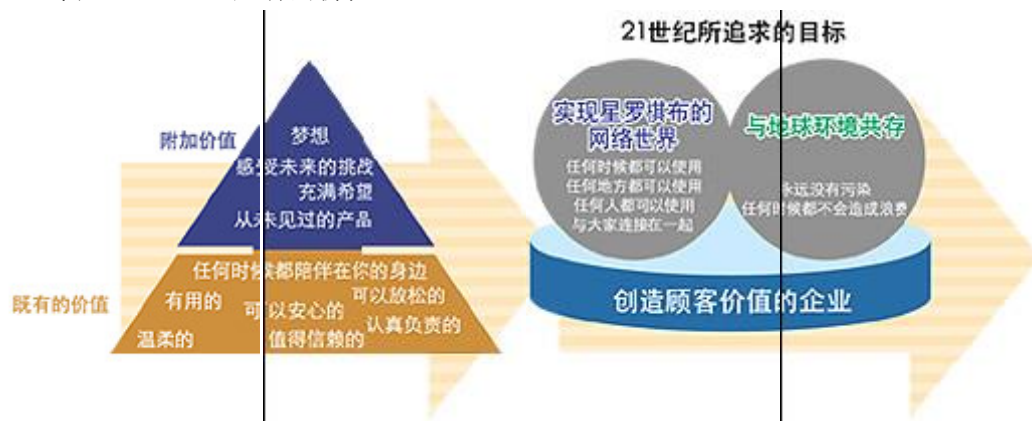 21世纪所追求的目标
附加价值
梦想
感受未来的挑战
充满希望
从未见过的产品
既有的价值
任何时候都陪伴在你的身边
有用的
可以安心的
可以放松的
温柔的
值得信赖的
认真负责的
实现星罗棋布的
网络世界
任何时候都可以使用
任何地方都可以使用
任何人都可以使用
与大家连接在一起
与地球环境共存
永远没有污染
任何时候都不会造成浪费
创造顾客价值的企业